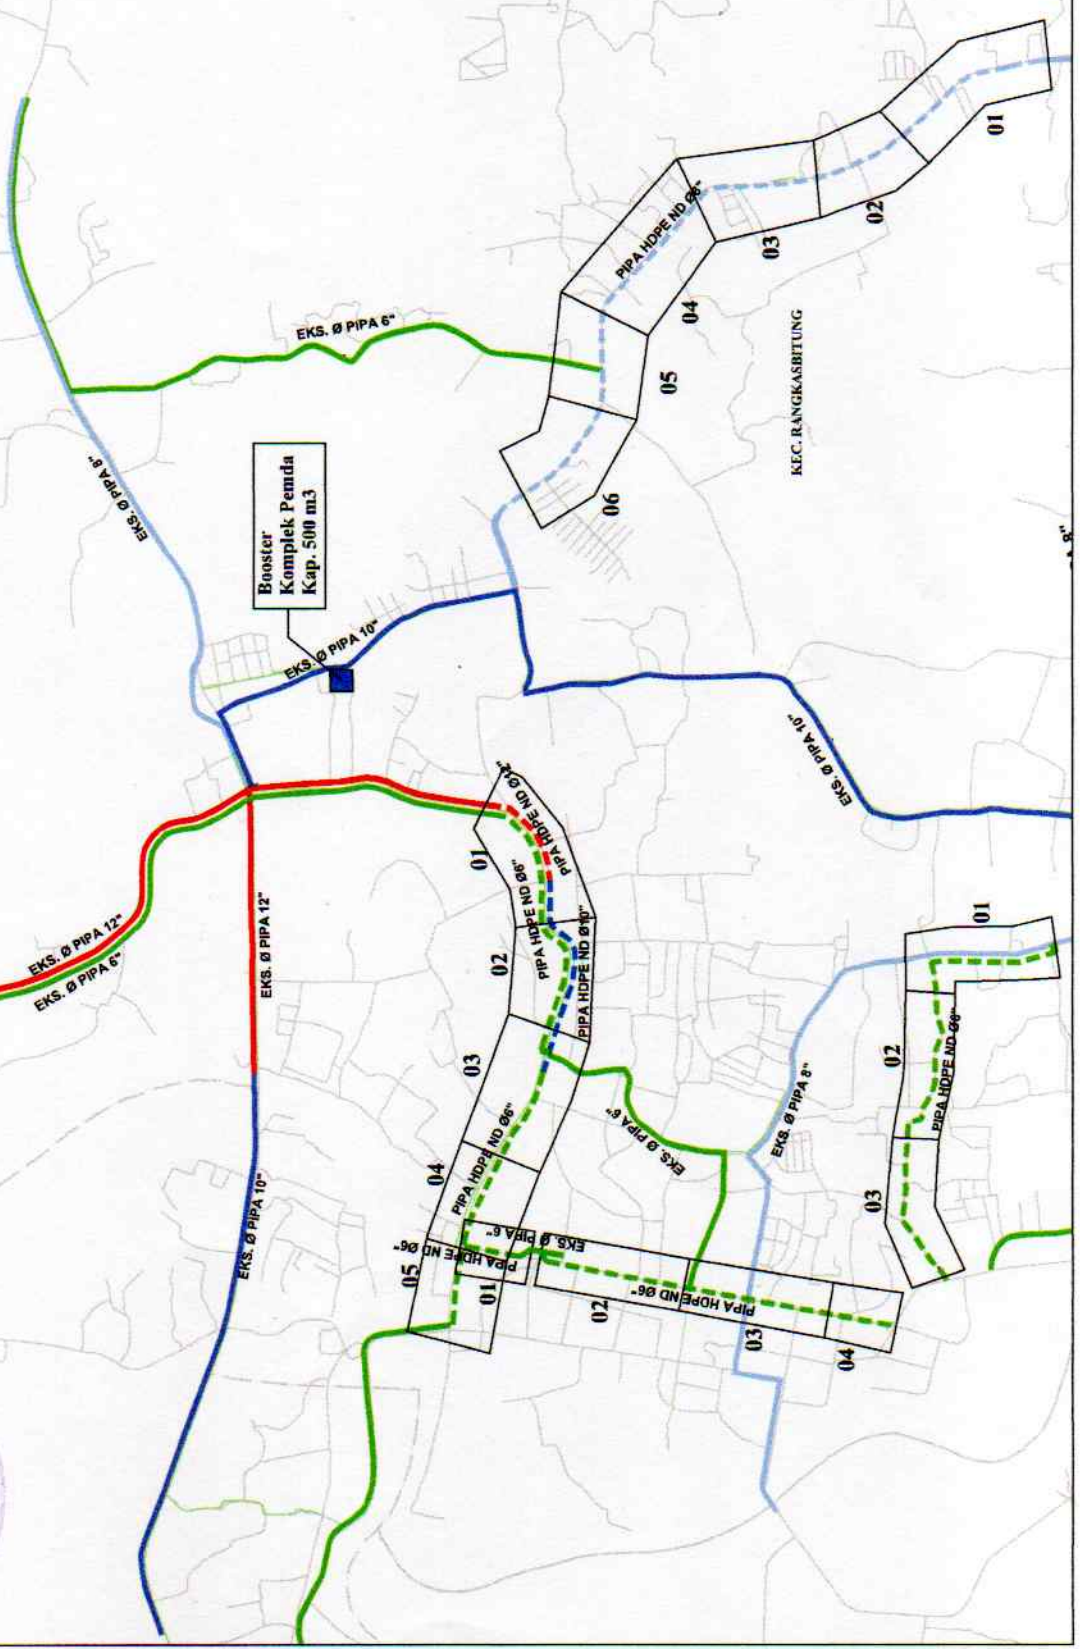 EKS. Ø PIPA 12"
EKS. Ø PIPA 6"
EKS. Ø PIPA 12"
EKS. Ø PIPA 10"
EKS. Ø PIPA 8"
EKS. Ø PIPA 6"
Booster
Komplek Pemda
Kap. 500 m3
EKS. Ø PIPA 10"
EKS. Ø PIPA 10"
PIPA HDPE ND Ø8"
01
02
03
04
05
06
KEC. RANGKASBITUNG
01
02
03
04
05
PIPA HDPE ND Ø12"
PIPA HDPE ND Ø6"
PIPA HDPE ND Ø10"
PIPA HDPE ND Ø6"
EKS. Ø PIPA 6"
EKS. Ø PIPA 6"
PIPA HDPE ND Ø6"
PIPA HDPE ND Ø6"
01
02
03
04
EKS. Ø PIPA 8"
01
02
03
PIPA HDPE ND Ø6"
8"